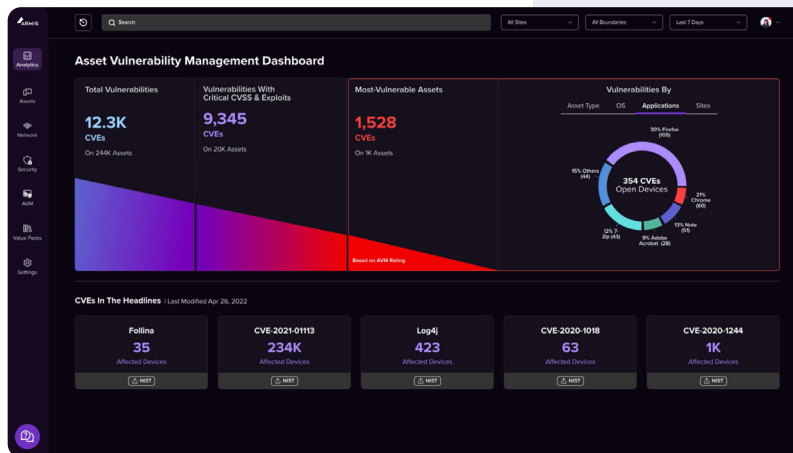 ARMIS
Search
All Sites
All Boundaries
Last 7 Days
Analytics
Assets
Network
Security
AVM
Value Packs
Settings
Asset Vulnerability Management Dashboard
Total Vulnerabilities
12.3K
CVEs
On 244K Assets
Vulnerabilities With
Critical CVSS & Exploits
9,345
CVEs
On 20K Assets
Most-Vulnerable Assets
1,528
CVEs
On 1K Assets
Based on AVM Rating
Vulnerabilities By
Asset Type OS Applications Sites
30% Firefox
(105)
15% Others
(44)
354 CVEs
Open Devices
21%
Chrome
(60)
13% Note
(51)
12% 7-
Zip (43)
9% Adobe
Acrobet (28)
CVEs In The Headlines | Last Modified Apr 26, 2022
Follina
35
Affected Devices
NIST
CVE-2021-01113
234K
Affected Devices
NIST
Log4j
423
Affected Devices
NIST
CVE-2020-1018
63
Affected Devices
NIST
CVE-2020-1244
1K
Affected Devices
NIST